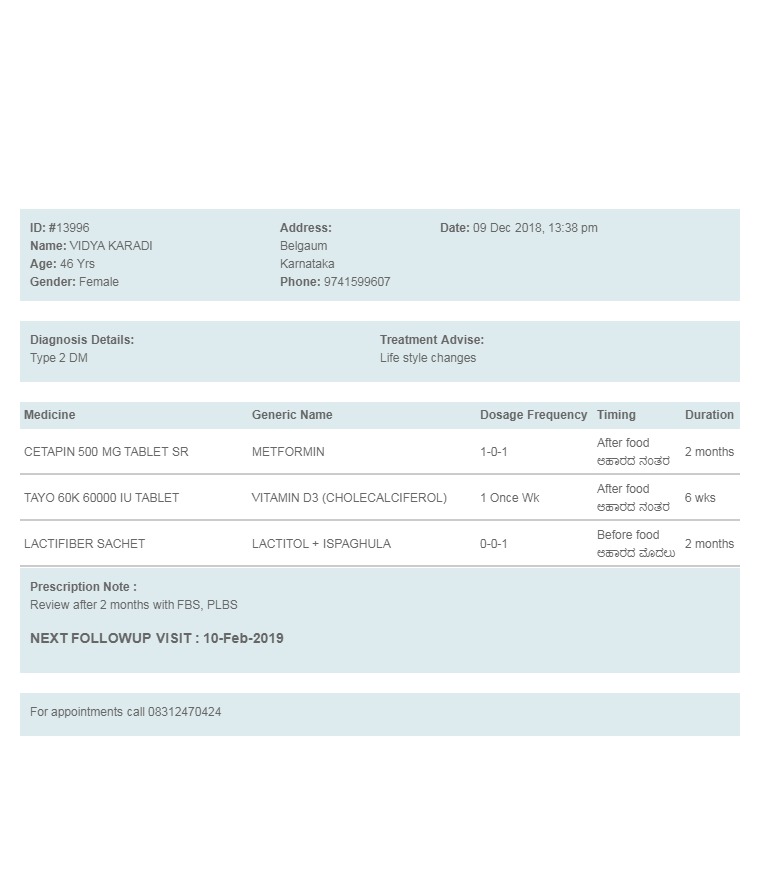 ID: #13996
Name: VIDYA KARADI
Age: 46 Yrs
Gender: Female
Address:
Belgaum
Karnataka
Phone: 9741599607
Date: 09 Dec 2018, 13:38 pm
Diagnosis Details:
Type 2 DM
Treatment Advise:
Life style changes
Medicine Generic Name Dosage Frequency Timing Duration
CETAPIN 500 MG TABLET SR METFORMIN 1-0-1 After food ಆಹಾರದ ನಂತರ 2 months
TAYO 60K 60000 IU TABLET VITAMIN D3 (CHOLECALCIFEROL) 1 Once Wk After food ಆಹಾರದ ನಂತರ 6 wks
LACTIFIBER SACHET LACTITOL + ISPAGHULA 0-0-1 Before food ಆಹಾರದ ಮೊದಲು 2 months
Prescription Note :
Review after 2 months with FBS, PLBS
NEXT FOLLOWUP VISIT : 10-Feb-2019
For appointments call 08312470424